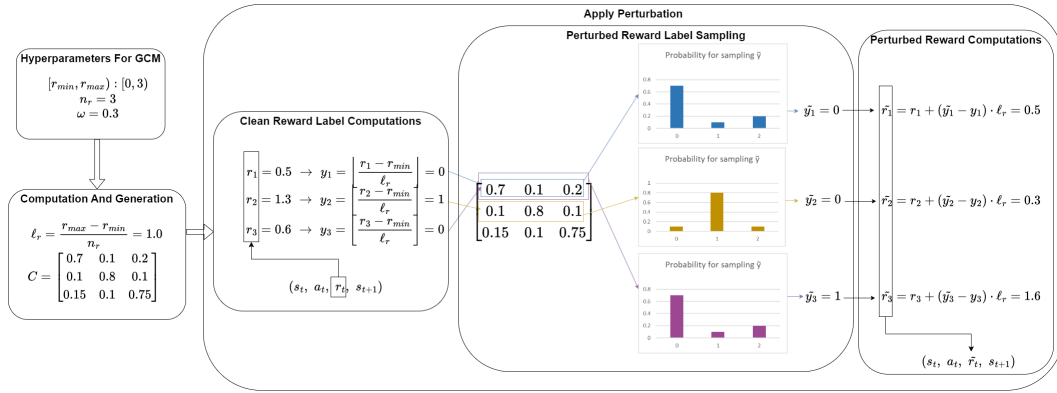 Apply Perturbation
Hyperparameters For GCM
[r_min, r_max) : [0, 3)
n_r = 3
ω = 0.3
Computation And Generation
ℓ_r = (r_max − r_min) / n_r = 1.0
C = [0.7 0.1 0.2
0.1 0.8 0.1
0.15 0.1 0.75]
Clean Reward Label Computations
r_1 = 0.5 → y_1 = ⌊(r_1 − r_min) / ℓ_r⌋ = 0
r_2 = 1.3 → y_2 = ⌊(r_2 − r_min) / ℓ_r⌋ = 1
r_3 = 0.6 → y_3 = ⌊(r_3 − r_min) / ℓ_r⌋ = 0
(s_t, a_t, r_t, s_{t+1})
Perturbed Reward Label Sampling
[0.7 0.1 0.2
0.1 0.8 0.1
0.15 0.1 0.75]
Probability for sampling ỹ
0.8
0.6
0.4
0.2
0
0 1 2
Probability for sampling ỹ
1
0.8
0.6
0.4
0.2
0
0 1 2
Probability for sampling ỹ
0.8
0.6
0.4
0.2
0
0 1 2
ỹ_1 = 0
ỹ_2 = 0
ỹ_3 = 1
Perturbed Reward Computations
r̃_1 = r_1 + (ỹ_1 − y_1) · ℓ_r = 0.5
r̃_2 = r_2 + (ỹ_2 − y_2) · ℓ_r = 0.3
r̃_3 = r_3 + (ỹ_3 − y_3) · ℓ_r = 1.6
(s_t, a_t, r̃_t, s_{t+1})